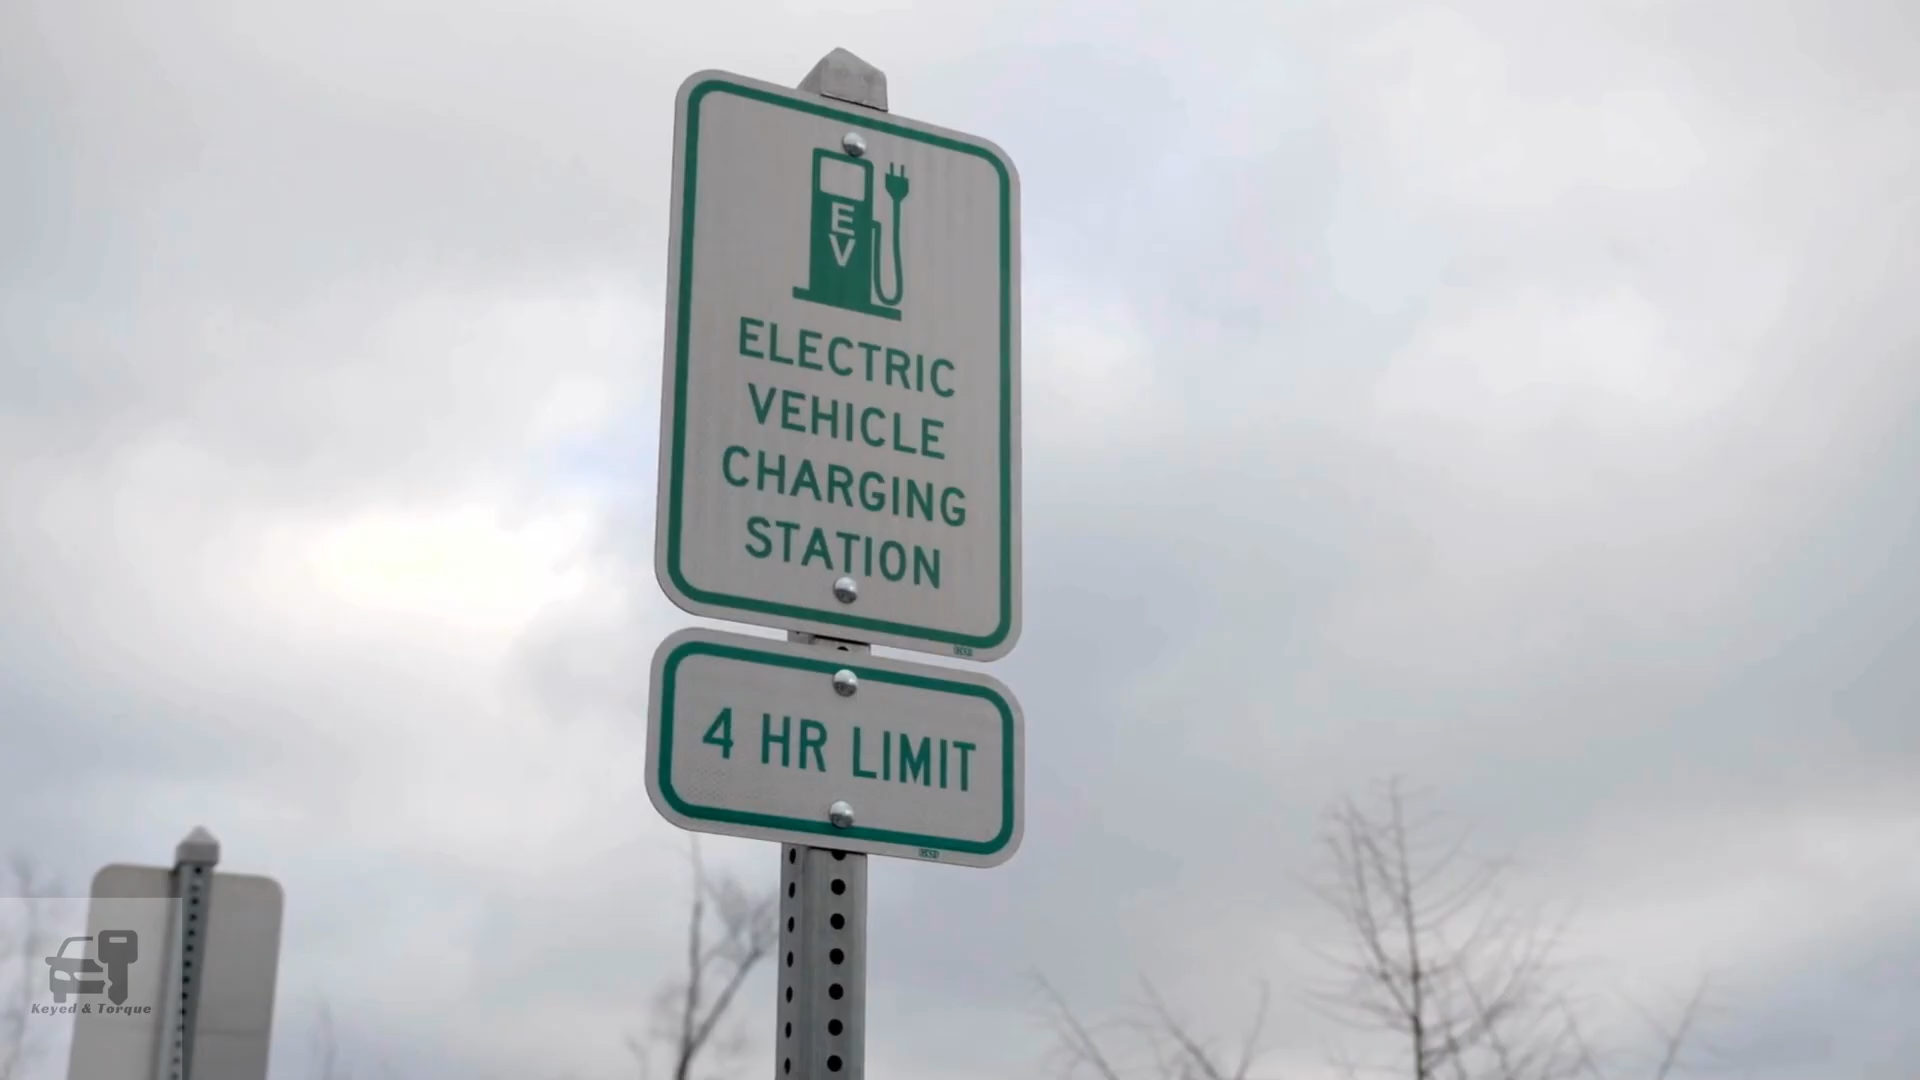 EV
ELECTRIC
VEHICLE
CHARGING
STATION
4 HR LIMIT
Keyed & Torque